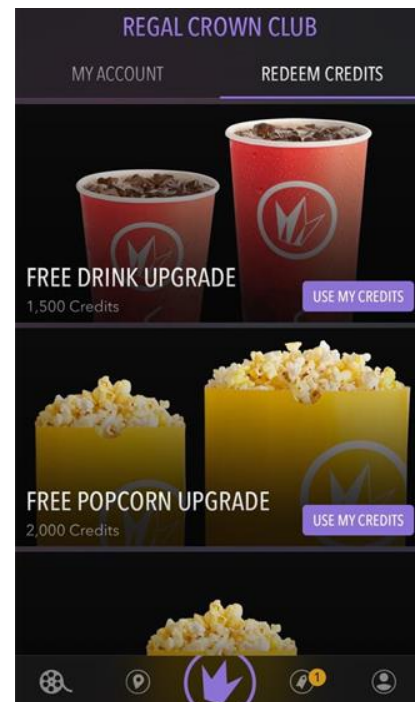 REGAL CROWN CLUB
MY ACCOUNT REDEEM CREDITS
FREE DRINK UPGRADE
1,500 Credits
USE MY CREDITS
FREE POPCORN UPGRADE
2,000 Credits
USE MY CREDITS
1